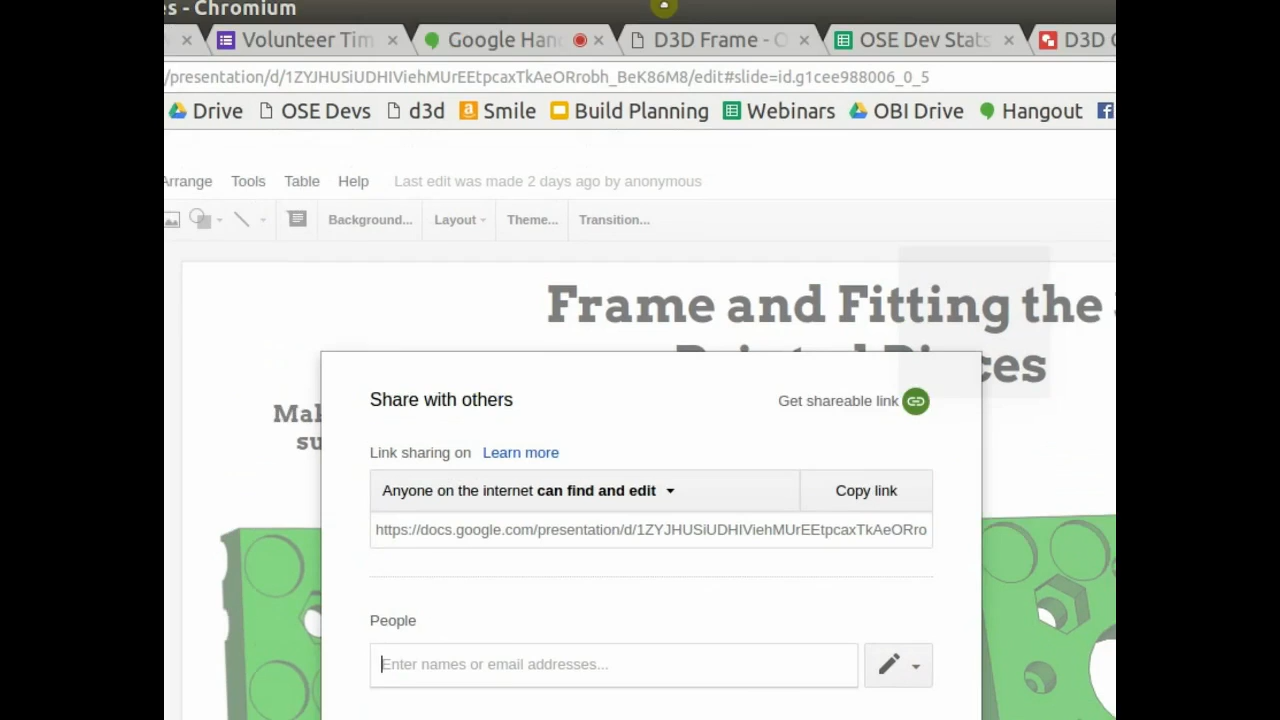 es - Chromium
Volunteer Tim
Google Han
D3D Frame - O
OSE Dev Stats
D3D
/presentation/d/1ZYJHUSiUDHIViehMUrEEtpcaxTkAeORrobh_BeK86M8/edit#slide=id.g1cee988006_0_5
Drive OSE Devs d3d Smile Build Planning Webinars OBI Drive Hangout
Arrange Tools Table Help Last edit was made 2 days ago by anonymous
Background... Layout Theme... Transition...
Frame and Fitting the
Share with others
Get shareable link
Link sharing on Learn more
Anyone on the internet can find and edit
Copy link
https://docs.google.com/presentation/d/1ZYJHUSiUDHIViehMUrEEtpcaxTkAeORro
People
Enter names or email addresses...